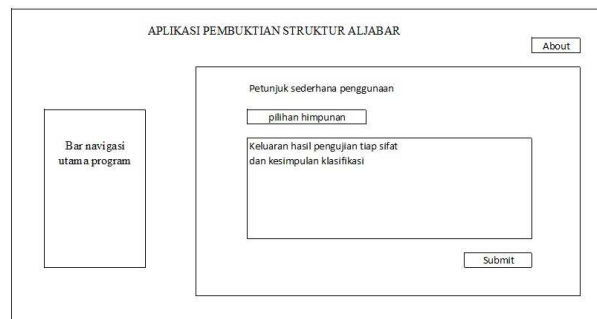 APLIKASI PEMBUKTIAN STRUKTUR ALJABAR
About
Petunjuk sederhana penggunaan
pilihan himpunan
Bar navigasi
utama program
Keluaran hasil pengujian tiap sifat
dan kesimpulan klasifikasi
Submit